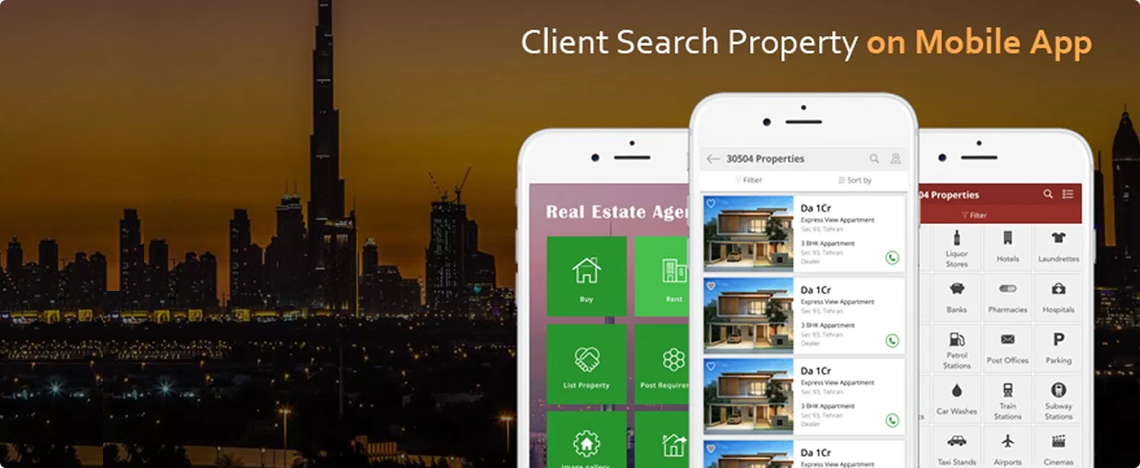 Client Search Property on Mobile App
Real Estate Agen
Buy
Rent
List Property
Post Require
image gallery
30504 Properties
Filter
Sort by
Da 1Cr
Express View Appartment
Sec 93, Tehran
3 BHK Appartment
Sec 93, Tehran
Dealer
Da 1Cr
Express View Appartment
Sec 93, Tehran
3 BHK Appartment
Sec 93, Tehran
Dealer
Da 1Cr
Express View Appartment
Sec 93, Tehran
3 BHK Appartment
Sec 93, Tehran
Dealer
Da 1Cr
Express View Appartment
04 Properties
Filter
Liquor
Stores
Hotels
Laundrettes
Banks
Pharmacies
Hospitals
Petrol
Stations
Post Offices
P
Parking
Car Washes
Train
Stations
Subway
Stations
Taxi Stands
Airports
Cinemas